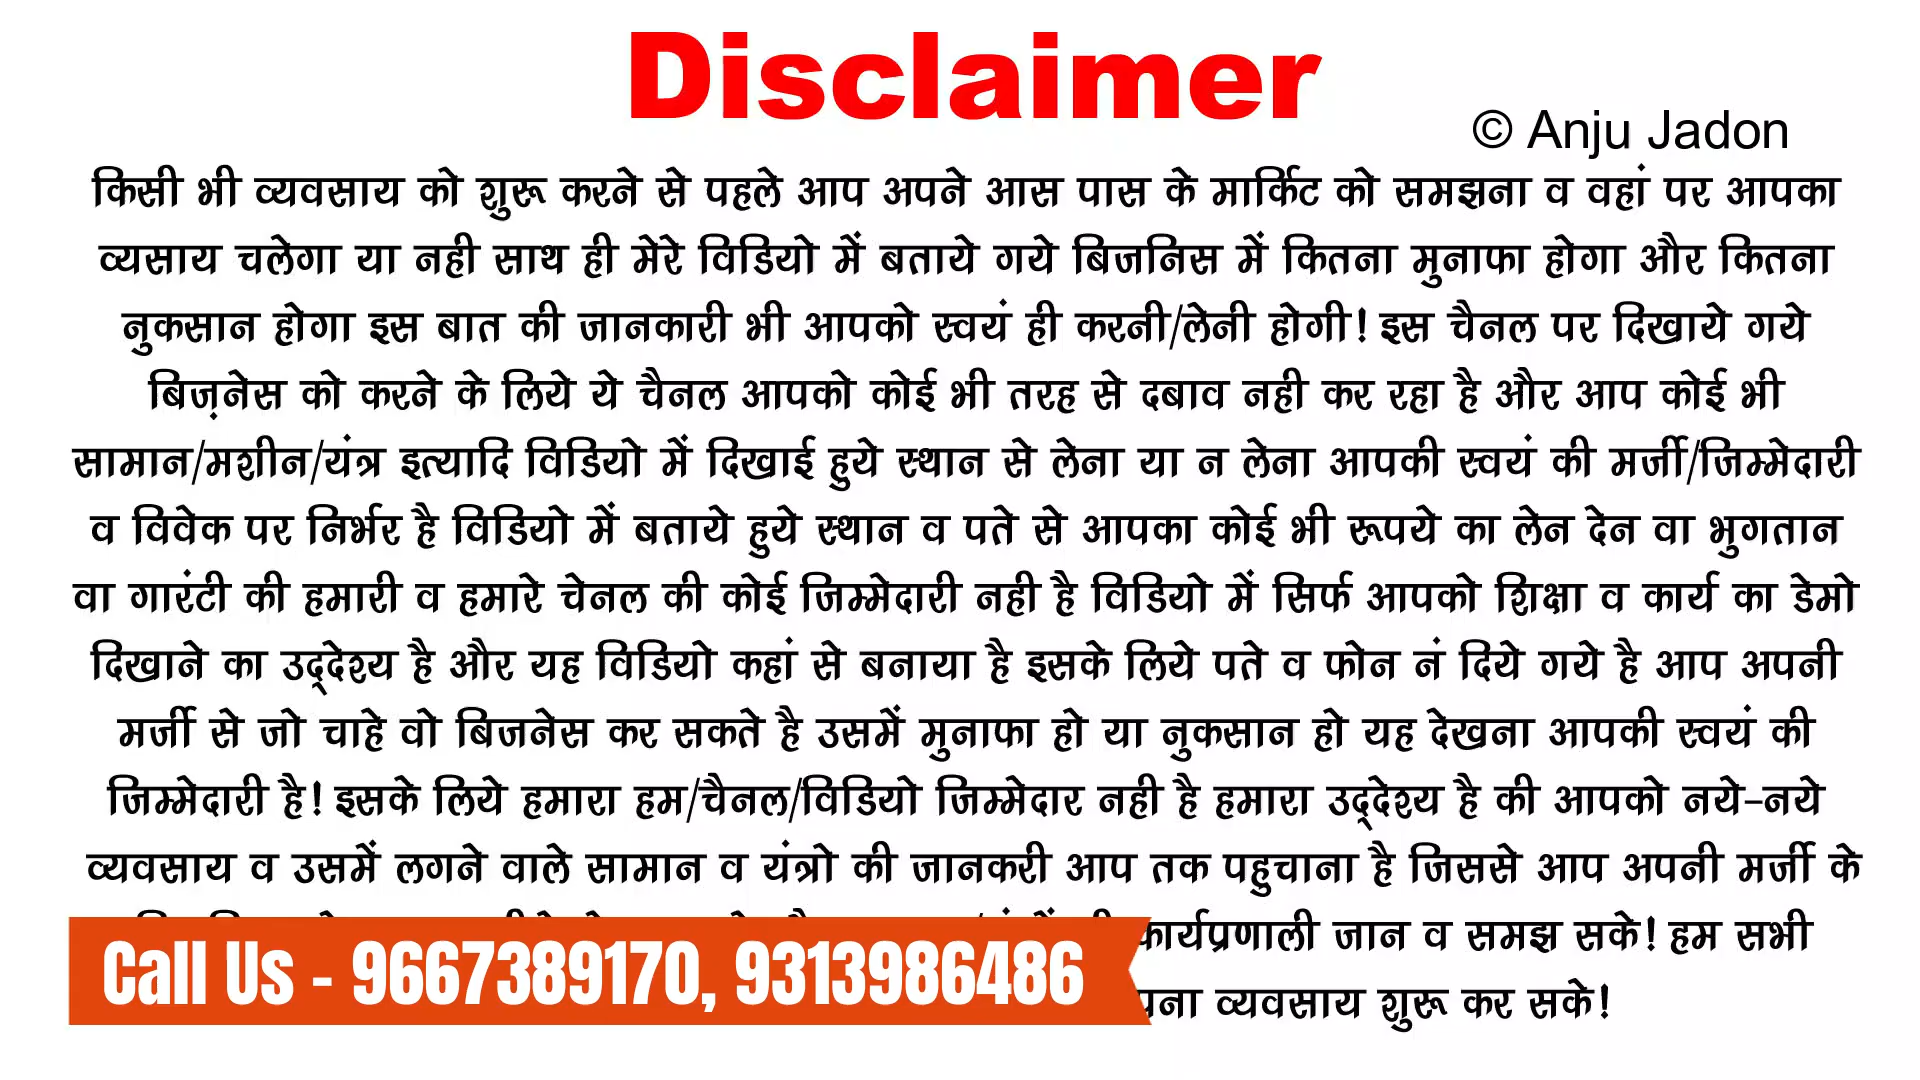 Disclaimer
© Anju Jadon
किसी भी व्यवसाय को शुरू करने से पहले आप अपने आस पास के मार्किट को समझना व वहां पर आपका
व्यसाय चलेगा या नही साथ ही मेरे विडियो में बताये गये बिजनिस में कितना मुनाफा होगा और कितना
नुकसान होगा इस बात की जानकारी भी आपको स्वयं ही करनी/लेनी होगी! इस चैनल पर दिखाये गये
बिज़नेस को करने के लिये ये चैनल आपको कोई भी तरह से दबाव नही कर रहा है और आप कोई भी
सामान/मशीन/यंत्र इत्यादि विडियो में दिखाई हुये स्थान से लेना या न लेना आपकी स्वयं की मर्जी/जिम्मेदारी
व विवेक पर निर्भर है विडियो में बताये हुये स्थान व पते से आपका कोई भी रूपये का लेन देन वा भुगतान
वा गारंटी की हमारी व हमारे चेनल की कोई जिम्मेदारी नही है विडियो में सिर्फ आपको शिक्षा व कार्य का डेमो
दिखाने का उद्देश्य है और यह विडियो कहां से बनाया है इसके लिये पते व फोन नं दिये गये है आप अपनी
मर्जी से जो चाहे वो बिजनेस कर सकते है उसमें मुनाफा हो या नुकसान हो यह देखना आपकी स्वयं की
जिम्मेदारी है! इसके लिये हमारा हम/चैनल/विडियो जिम्मेदार नही है हमारा उद्देश्य है की आपको नये-नये
व्यवसाय व उसमें लगने वाले सामान व यंत्रो की जानकरी आप तक पहुचाना है जिससे आप अपनी मर्जी के
कार्यप्रणाली जान व समझ सके! हम सभी
व्यवसाय शुरू कर सके!
Call Us - 9667389170, 9313986486